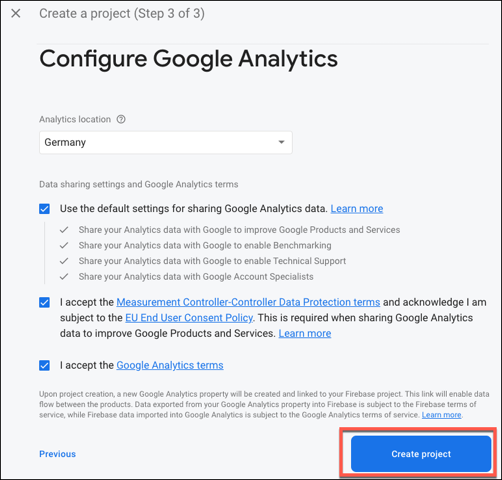 Create a project (Step 3 of 3)
Configure Google Analytics
Analytics location
Germany
Data sharing settings and Google Analytics terms
Use the default settings for sharing Google Analytics data. Learn more
Share your Analytics data with Google to improve Google Products and Services
Share your Analytics data with Google to enable Benchmarking
Share your Analytics data with Google to enable Technical Support
Share your Analytics data with Google Account Specialists
I accept the Measurement Controller-Controller Data Protection terms and acknowledge I am
subject to the EU End User Consent Policy. This is required when sharing Google Analytics
data to improve Google Products and Services. Learn more
I accept the Google Analytics terms
Upon project creation, a new Google Analytics property will be created and linked to your Firebase project. This link will enable data
flow between the products. Data exported from your Google Analytics property into Firebase is subject to the Firebase terms of
service, while Firebase data imported into Google Analytics is subject to the Google Analytics terms of service. Learn more.
Previous
Create project